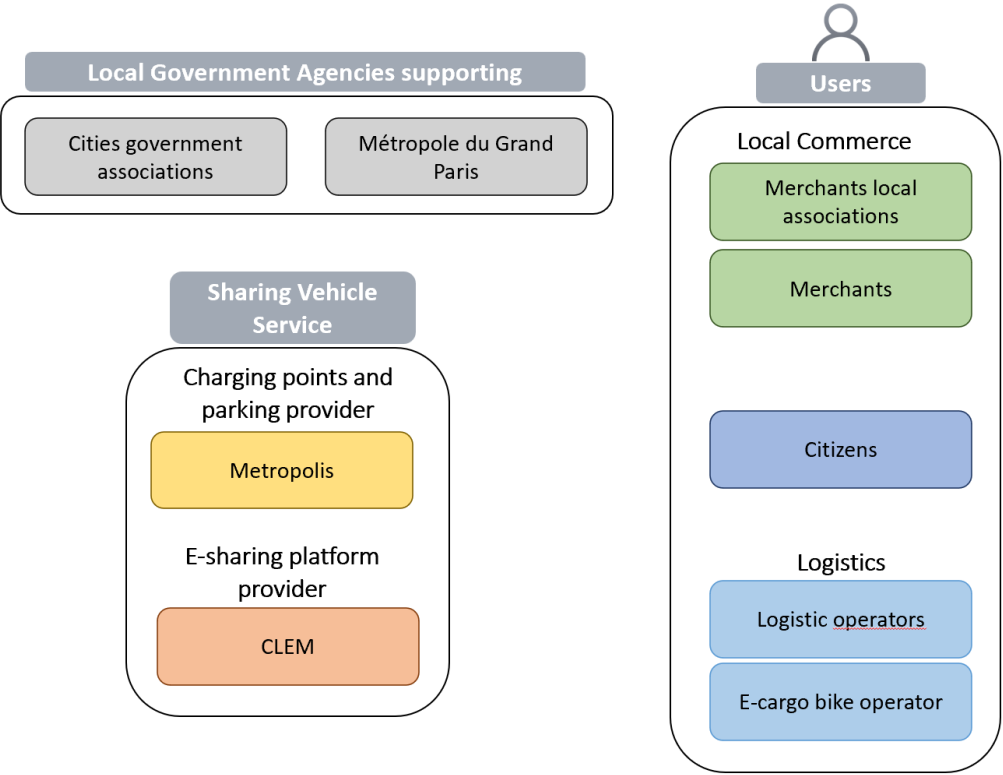 Local Government Agencies supporting
Cities government
associations
Métropole du Grand
Paris
Sharing Vehicle
Service
Charging points and
parking provider
Metropolis
E-sharing platform
provider
CLEM
Users
Local Commerce
Merchants local
associations
Merchants
Citizens
Logistics
Logistic operators
E-cargo bike operator